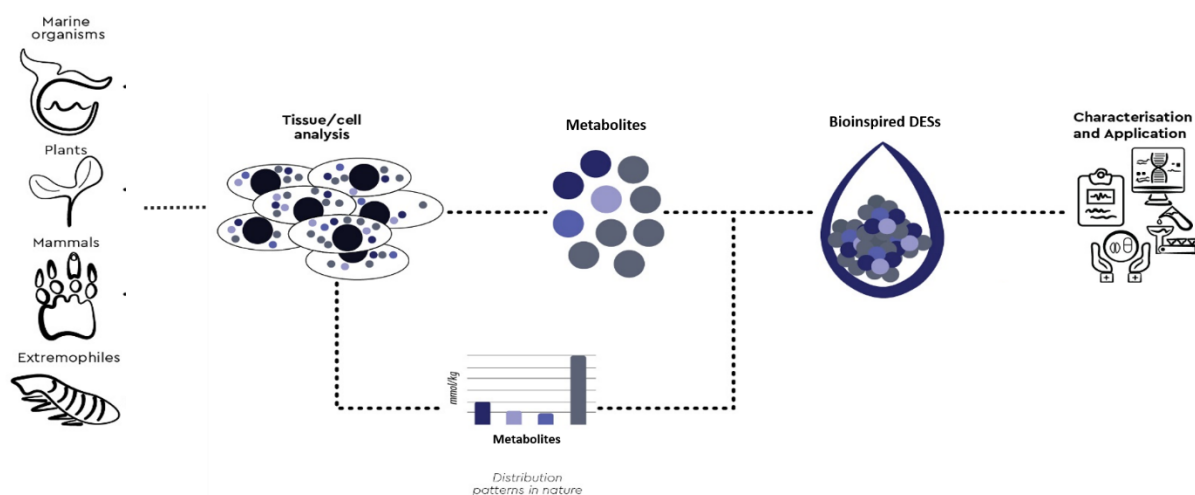 Marine
organisms
Plants
Mammals
Extremophiles
Tissue/cell
analysis
Metabolites
Bioinspired DESs
Characterisation
and Application
mmol/kg
Metabolites
Distribution
patterns in nature